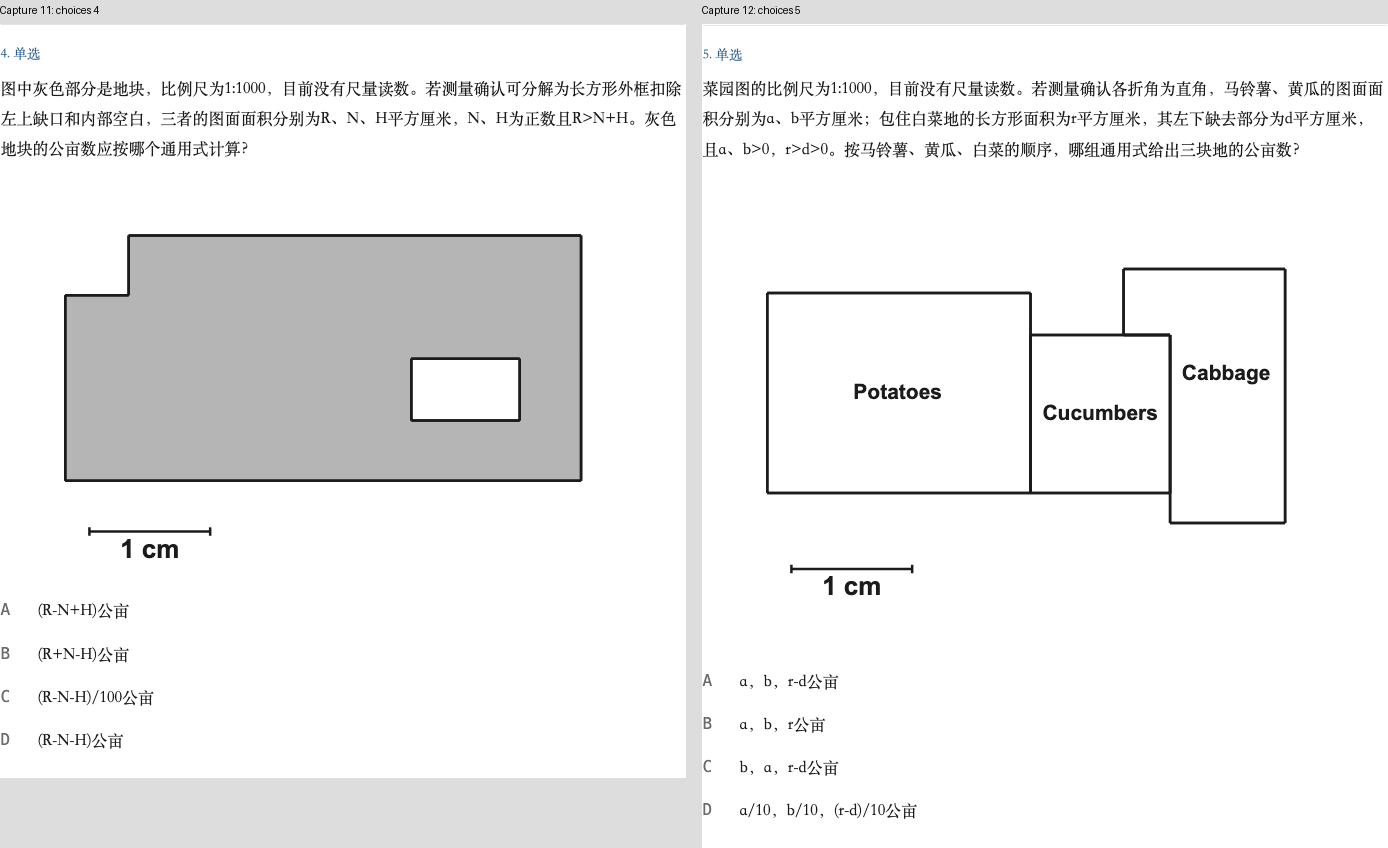 Capture 11: choices 4
4. 单选
图中灰色部分是地块，比例尺为1:1000，目前没有尺量读数。若测量确认可分解为长方形外框扣除
左上缺口和内部空白，三者的图面面积分别为R、N、H平方厘米，N、H为正数且R>N+H。灰色
地块的公亩数应按哪个通用式计算?
1 cm
A (R-N+H)公亩
B (R+N-H)公亩
C (R-N-H)/100公亩
D (R-N-H)公亩
Capture 12: choices 5
5. 单选
菜园图的比例尺为1:1000，目前没有尺量读数。若测量确认各折角为直角，马铃薯、黄瓜的图面面
积分别为a、b平方厘米；包住白菜地的长方形面积为r平方厘米，其左下缺去部分为d平方厘米，
且a、b>0，r>d>0。按马铃薯、黄瓜、白菜的顺序，哪组通用式给出三块地的公亩数?
Potatoes
Cucumbers
Cabbage
1 cm
A a，b，r-d公亩
B a，b，r公亩
C b，a，r-d公亩
D a/10，b/10，(r-d)/10公亩